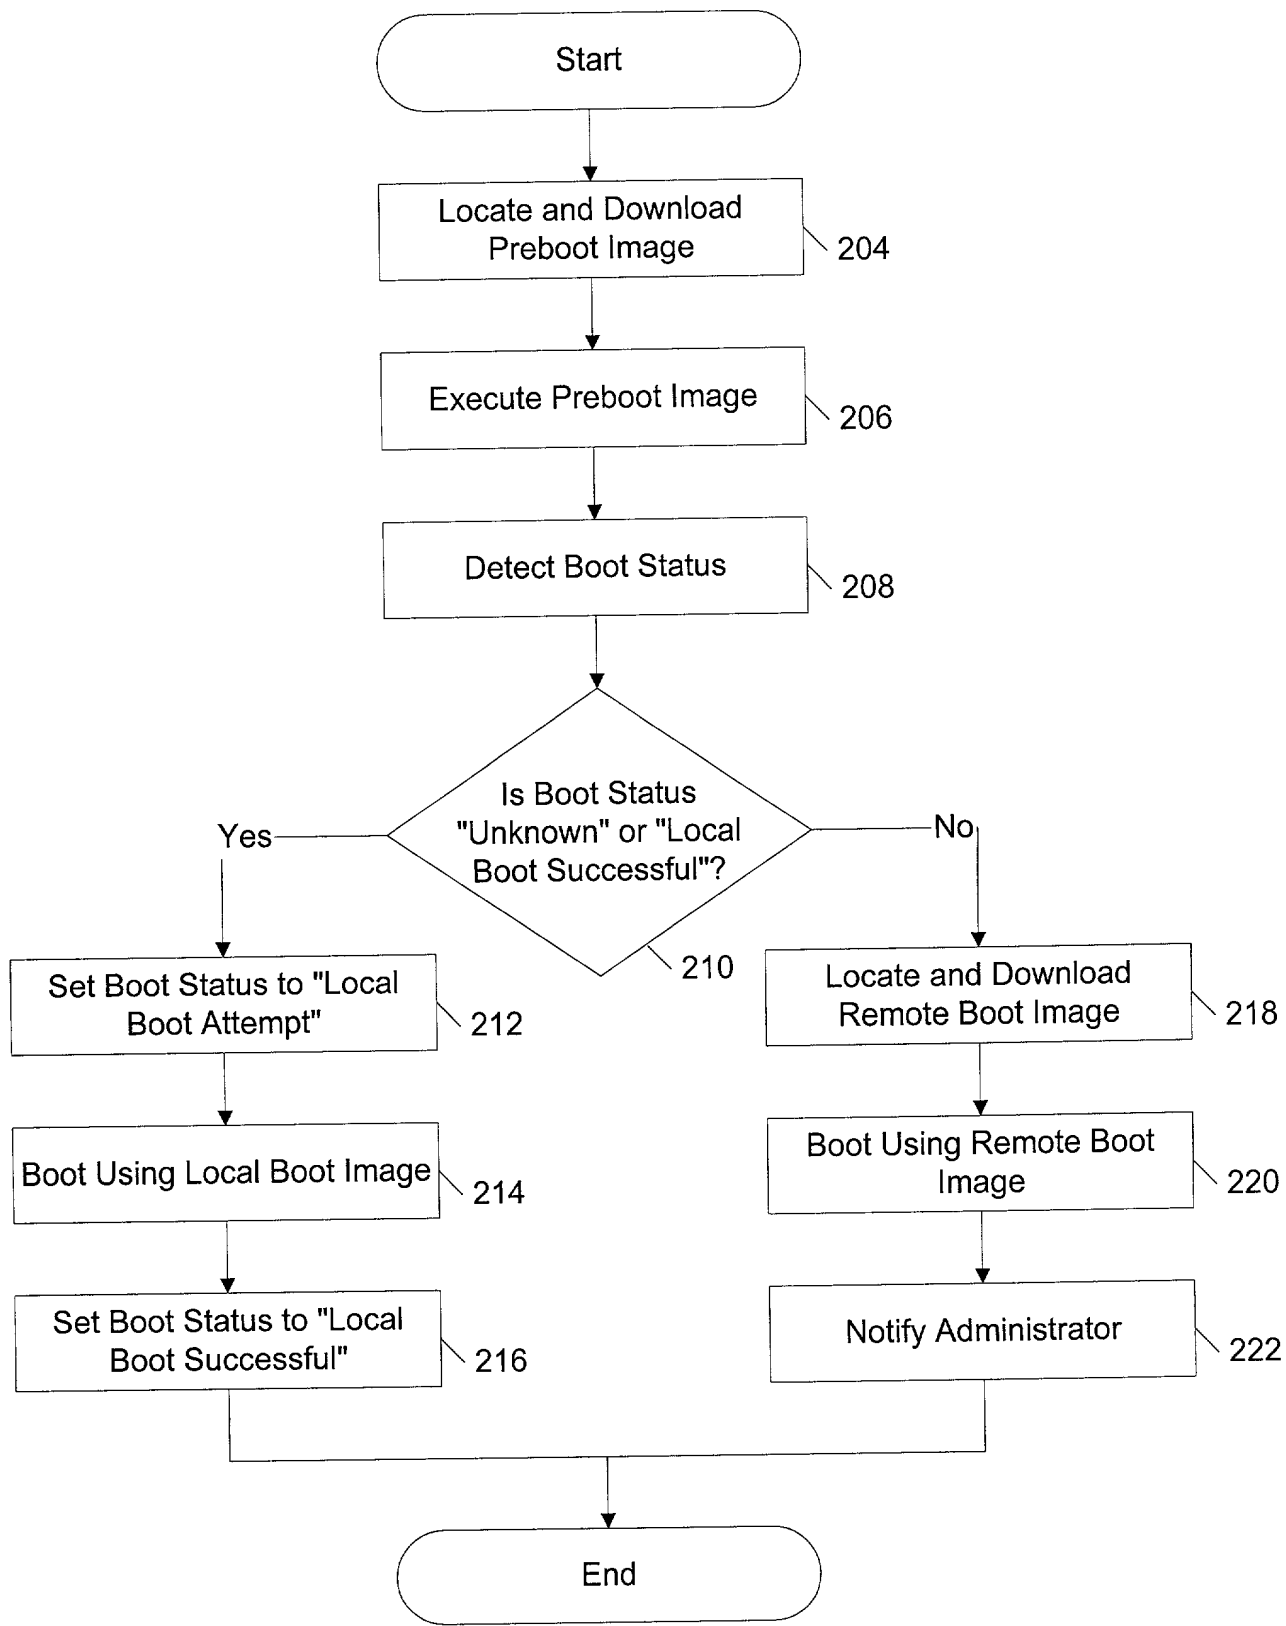 Start
Locate and Download
Preboot Image
204
Execute Preboot Image
206
Detect Boot Status
208
Is Boot Status
"Unknown" or "Local
Boot Successful"?
210
Yes
No
Set Boot Status to "Local
Boot Attempt"
212
Locate and Download
Remote Boot Image
218
Boot Using Local Boot Image
214
Boot Using Remote Boot
Image
220
Set Boot Status to "Local
Boot Successful"
216
Notify Administrator
222
End